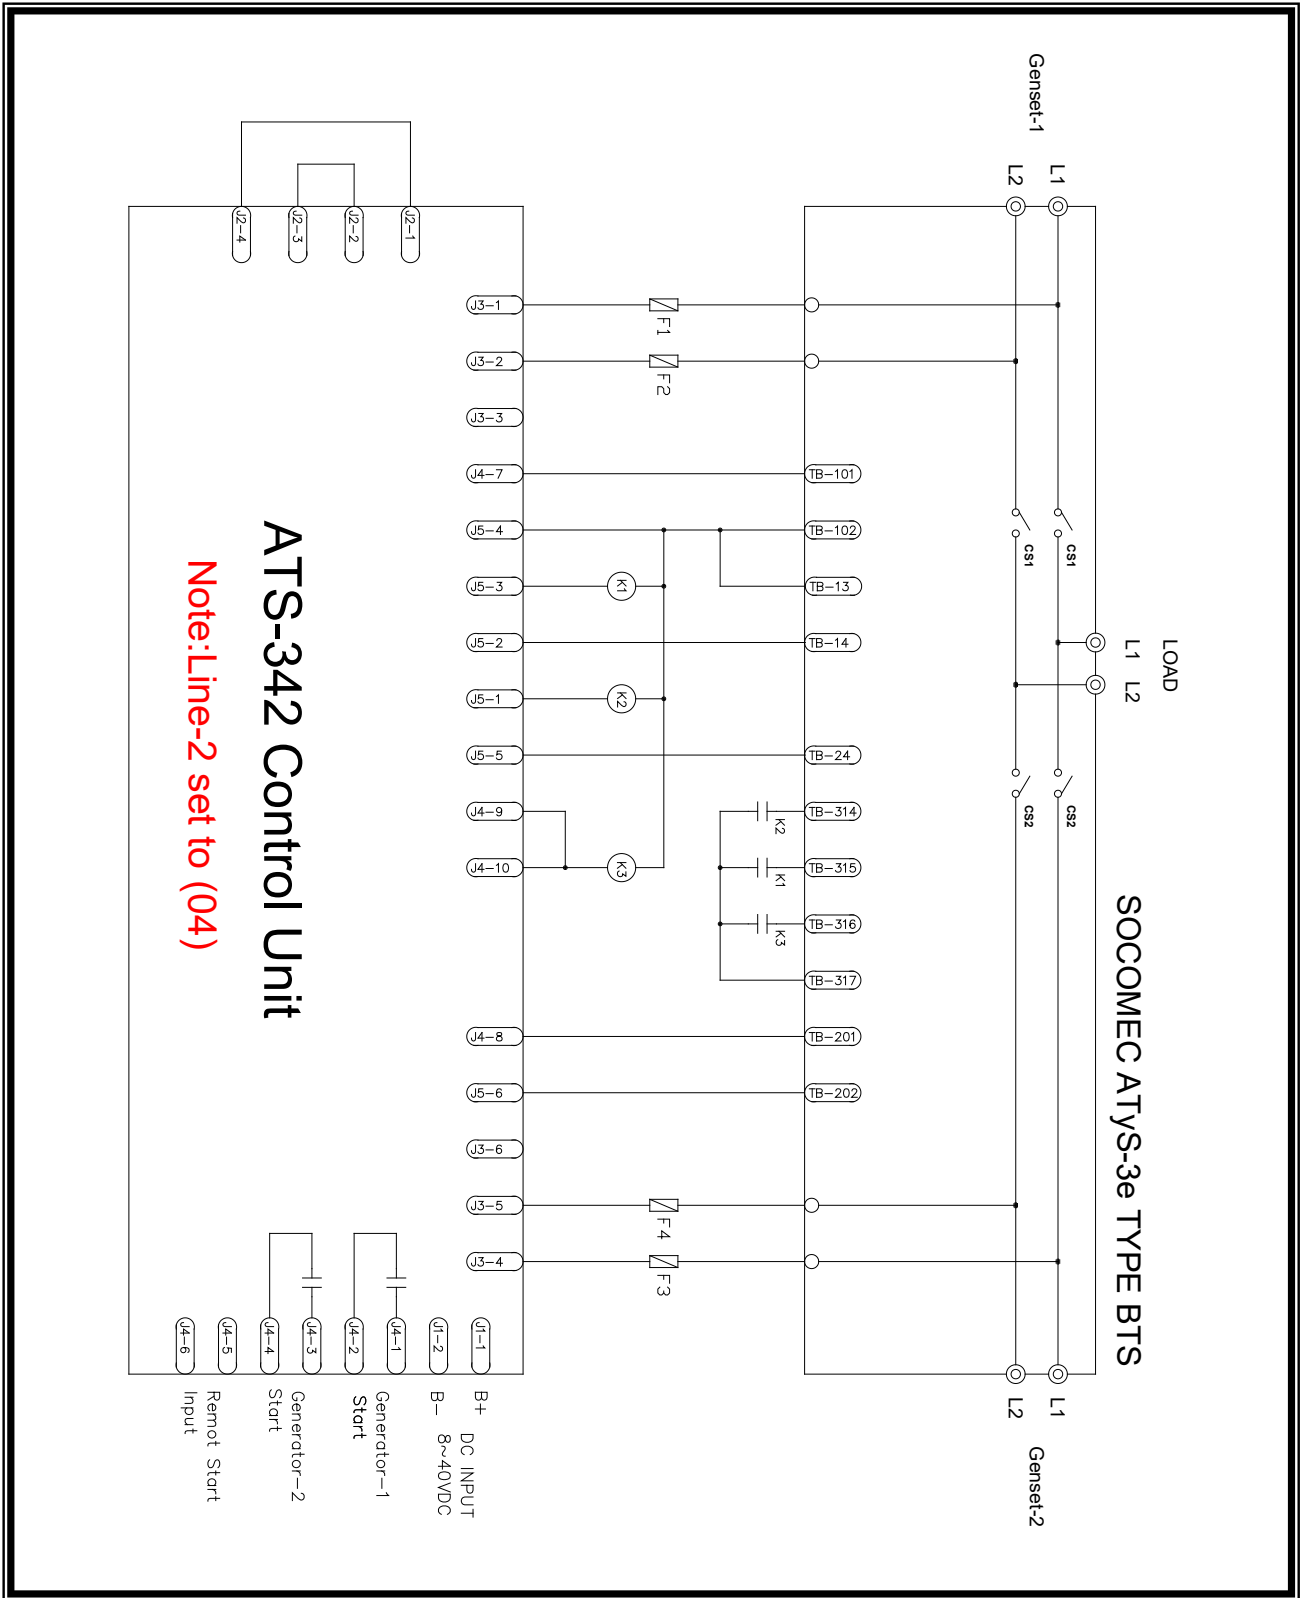 SOCOMEC ATyS-3e TYPE BTS
LOAD
L1 L2
Genset-1
L1
L2
CS1
CS1
CS2
CS2
L1
L2
Genset-2
TB-101
TB-102
TB-13
TB-14
TB-24
TB-314
TB-315
TB-316
TB-317
TB-201
TB-202
K2
K1
K3
F1
F2
F4
F3
K1
K2
K3
J3-1
J3-2
J3-3
J4-7
J5-4
J5-3
J5-2
J5-1
J5-5
J4-9
J4-10
J4-8
J5-6
J3-6
J3-5
J3-4
J2-1
J2-2
J2-3
J2-4
J1-1
J1-2
J4-1
J4-2
J4-3
J4-4
J4-5
J4-6
B+ DC INPUT
B- 8~40VDC
Generator-1
Start
Generator-2
Start
Remot Start
Input
ATS-342 Control Unit
Note:Line-2 set to (04)